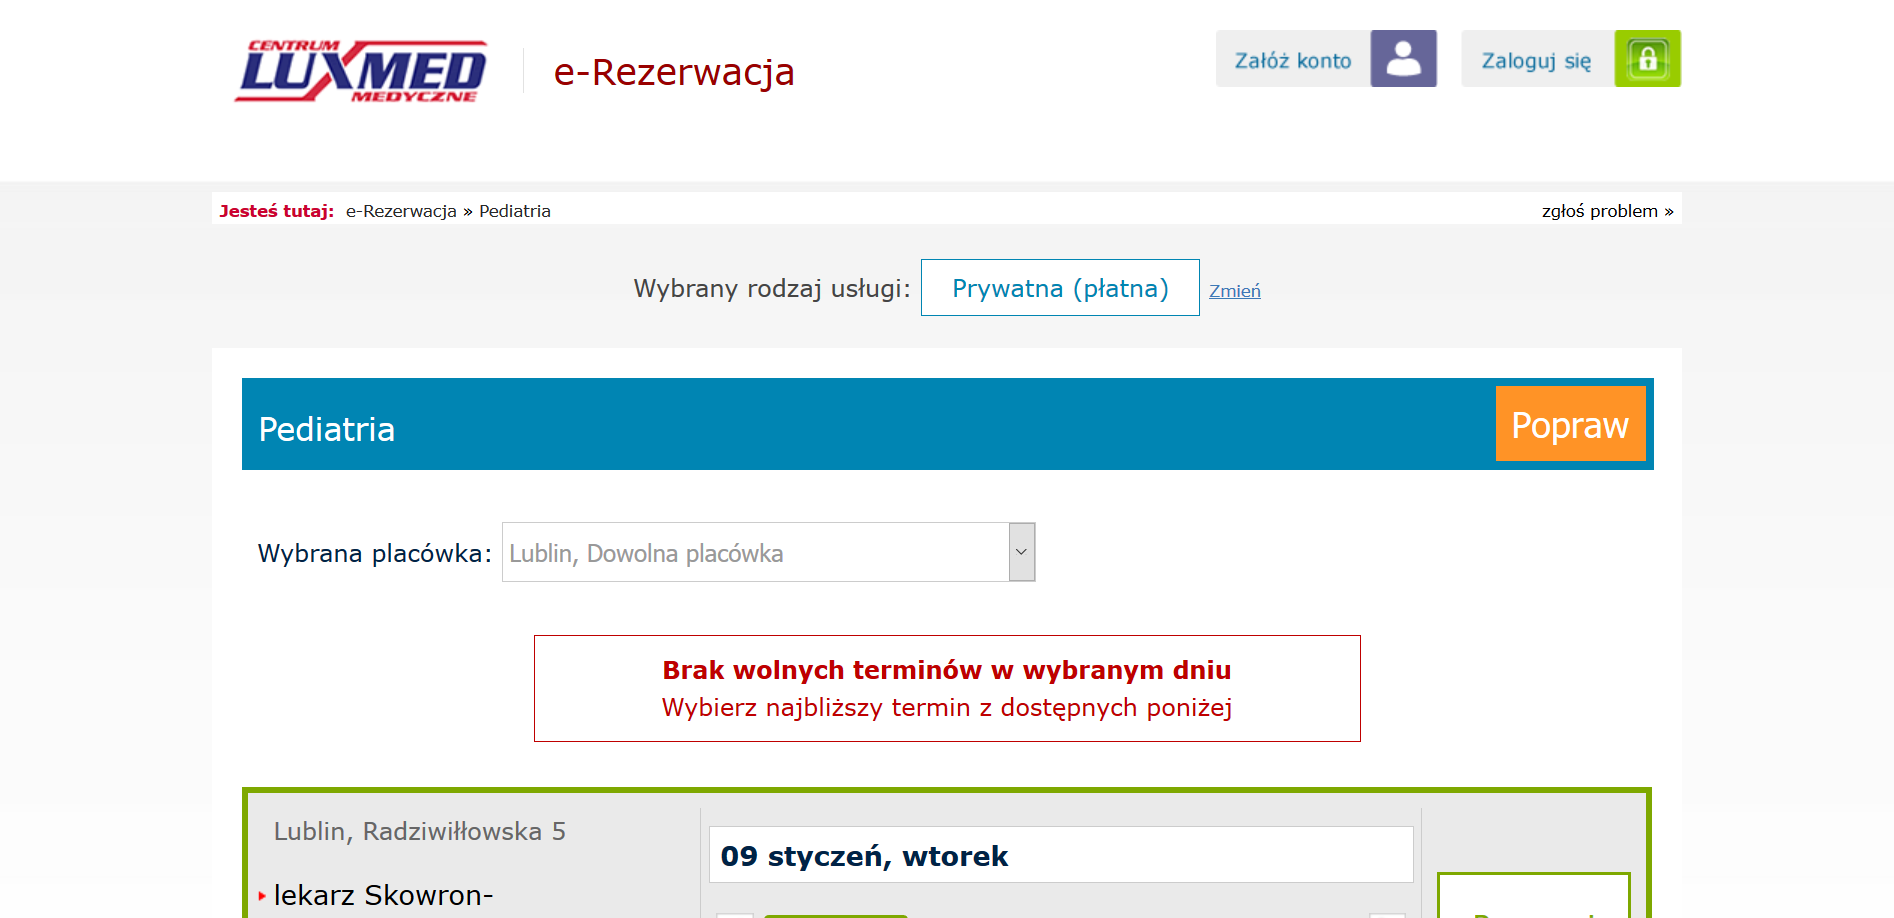 CENTRUM
LUXMED
MEDYCZNE
e-Rezerwacja
Załóż konto
Zaloguj się
Jesteś tutaj: e-Rezerwacja » Pediatria
zgłoś problem »
Wybrany rodzaj usługi: Prywatna (płatna) Zmień
Pediatria
Popraw
Wybrana placówka: Lublin, Dowolna placówka
Brak wolnych terminów w wybranym dniu
Wybierz najbliższy termin z dostępnych poniżej
Lublin, Radziwiłłowska 5
09 styczeń, wtorek
lekarz Skowron-